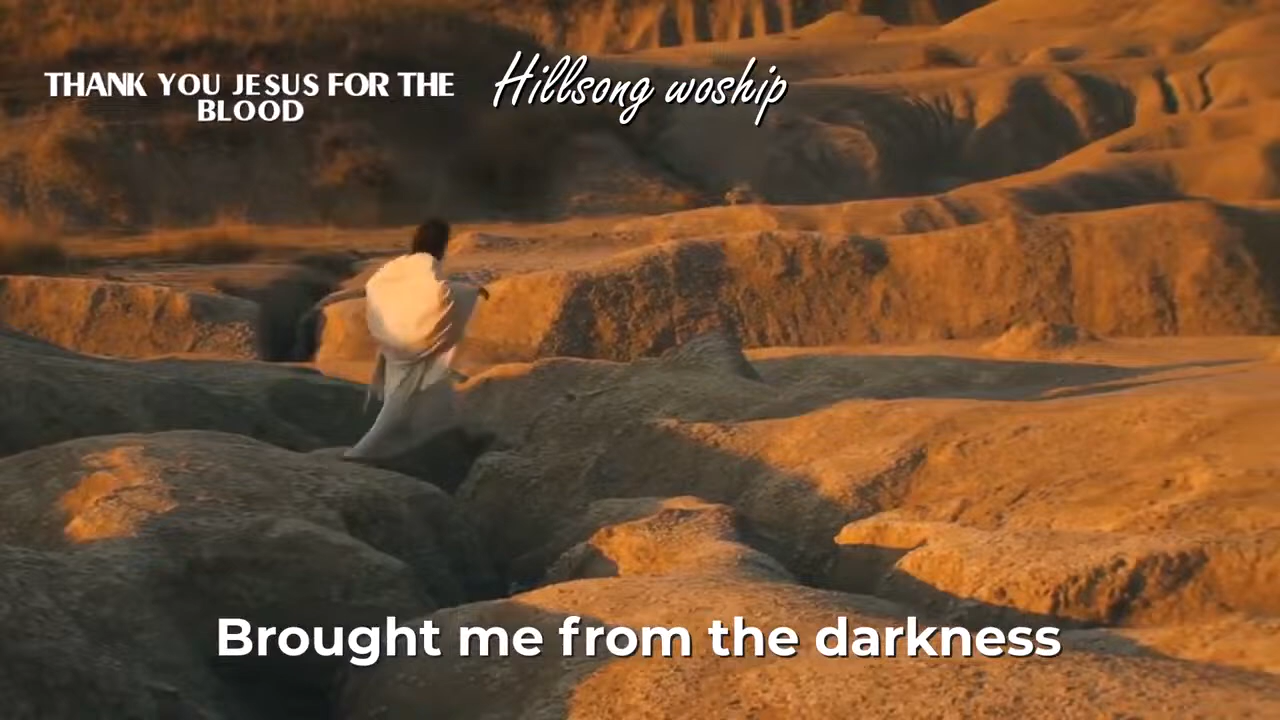 THANK YOU JESUS FOR THE
BLOOD
Hillsong woship
Brought me from the darkness